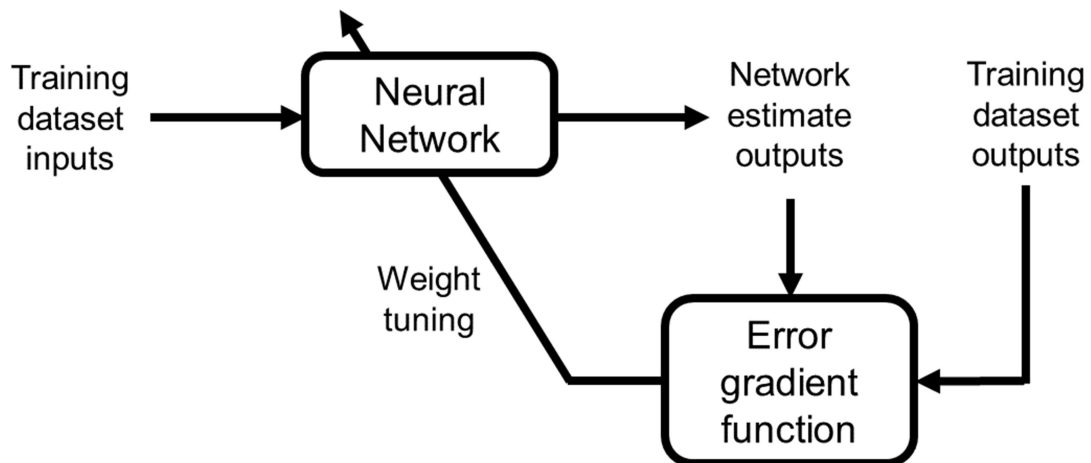 Training
dataset
inputs
Neural
Network
Network
estimate
outputs
Training
dataset
outputs
Weight
tuning
Error
gradient
function